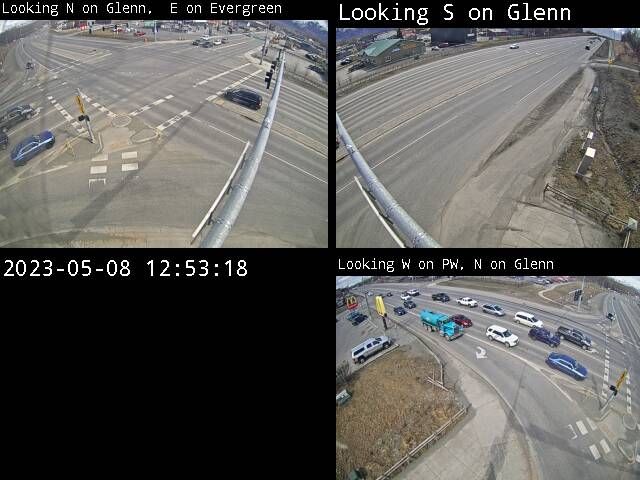 Looking N on Glenn,  E on Evergreen
Looking S on Glenn
2023-05-08 12:53:18
Looking W on PW, N on Glenn